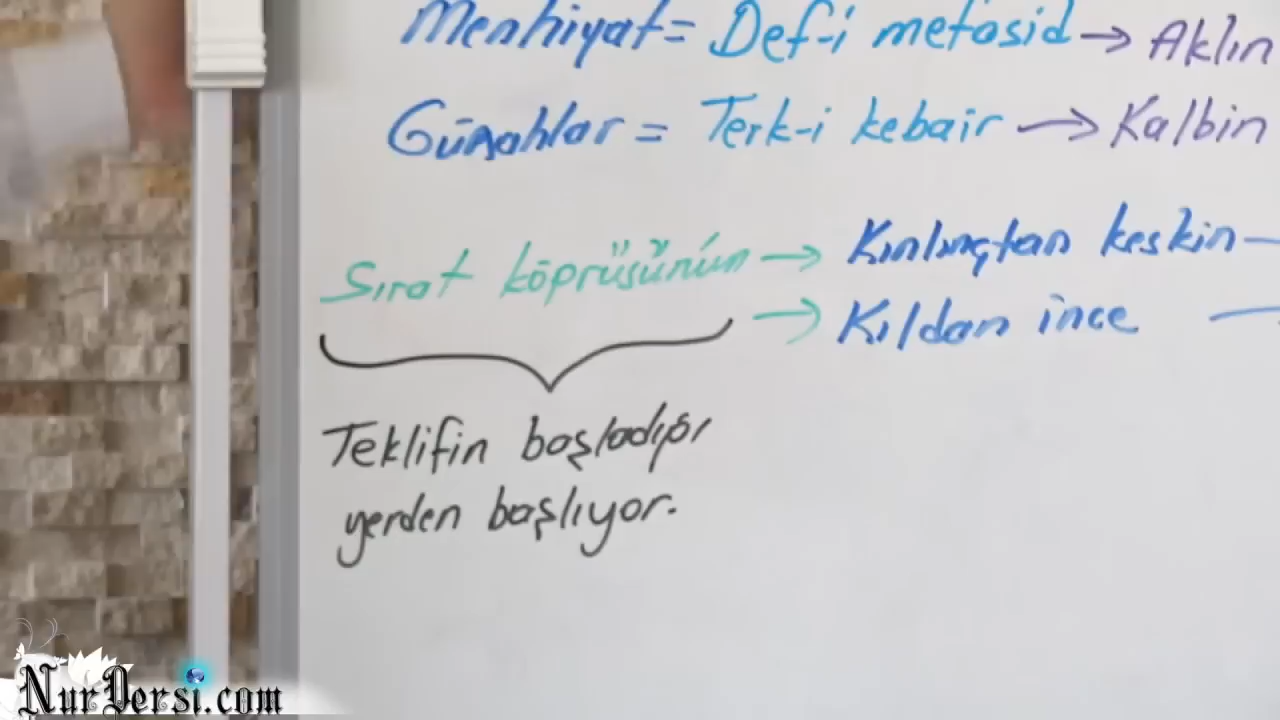 Menhiyat = Def-i mefasid → Aklın
Günahlar = Terk-i kebair → Kalbin
Sırat köprüsünün → Kınlınçtan keskin
→ Kıldan ince
Teklifin başladığı
yerden başlıyor.
NurDersi.com